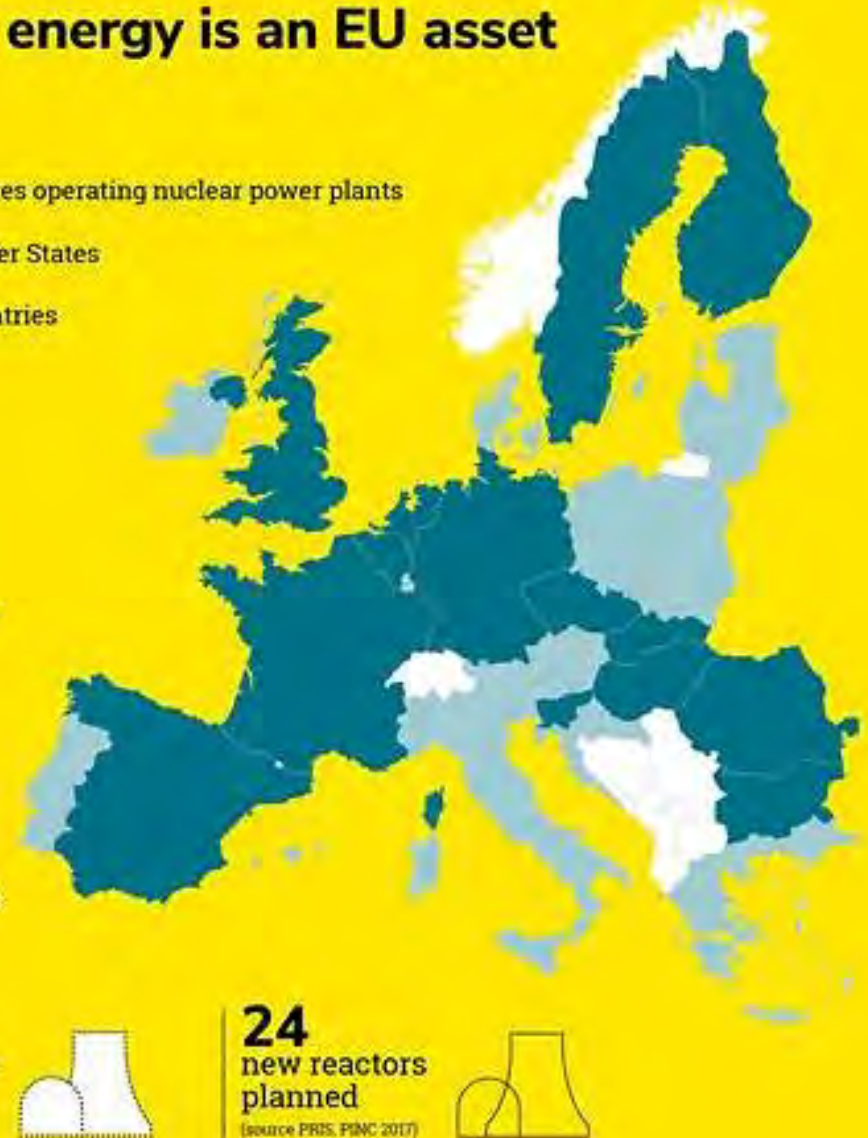 energy is an EU asset
es operating nuclear power plants
er States
tries
24
new reactors
planned
(source PRIS, PINC 2017)